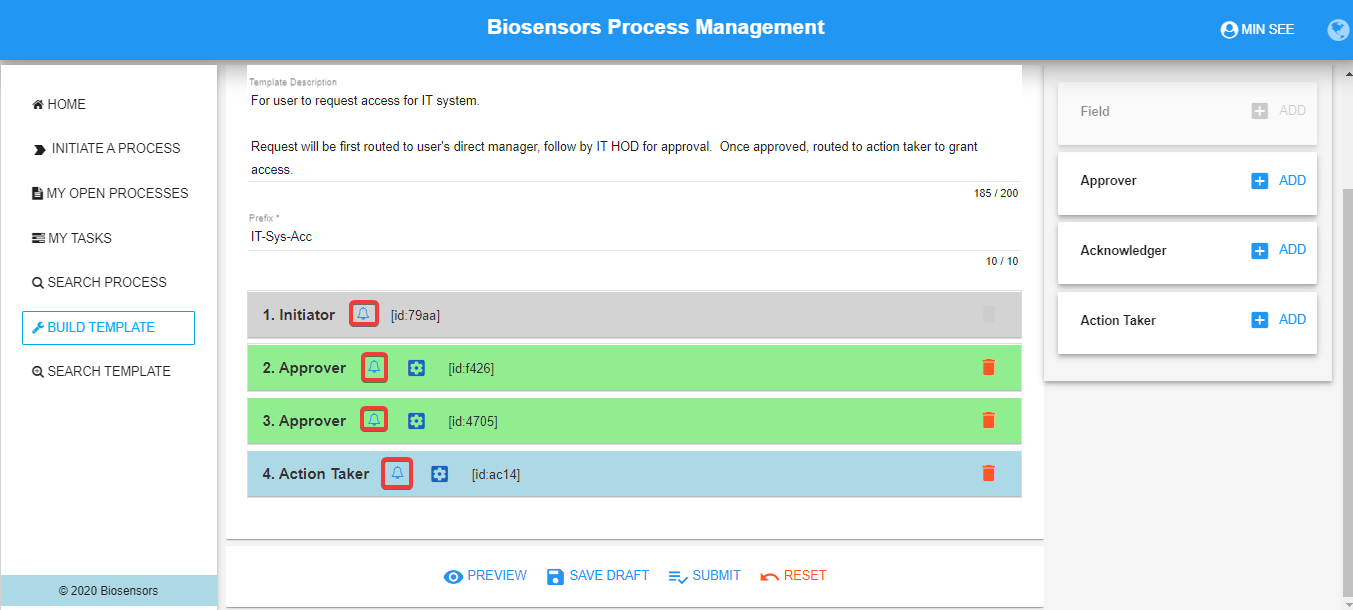 Biosensors Process Management
MIN SEE
HOME
INITIATE A PROCESS
MY OPEN PROCESSES
MY TASKS
SEARCH PROCESS
BUILD TEMPLATE
SEARCH TEMPLATE
© 2020 Biosensors
Template Description
For user to request access for IT system.
Request will be first routed to user's direct manager, follow by IT HOD for approval.  Once approved, routed to action taker to grant
access.
185 / 200
Prefix *
IT-Sys-Acc
10 / 10
1. Initiator [id:79aa]
2. Approver [id:f426]
3. Approver [id:4705]
4. Action Taker [id:ac14]
PREVIEW SAVE DRAFT SUBMIT RESET
Field ADD
Approver ADD
Acknowledger ADD
Action Taker ADD